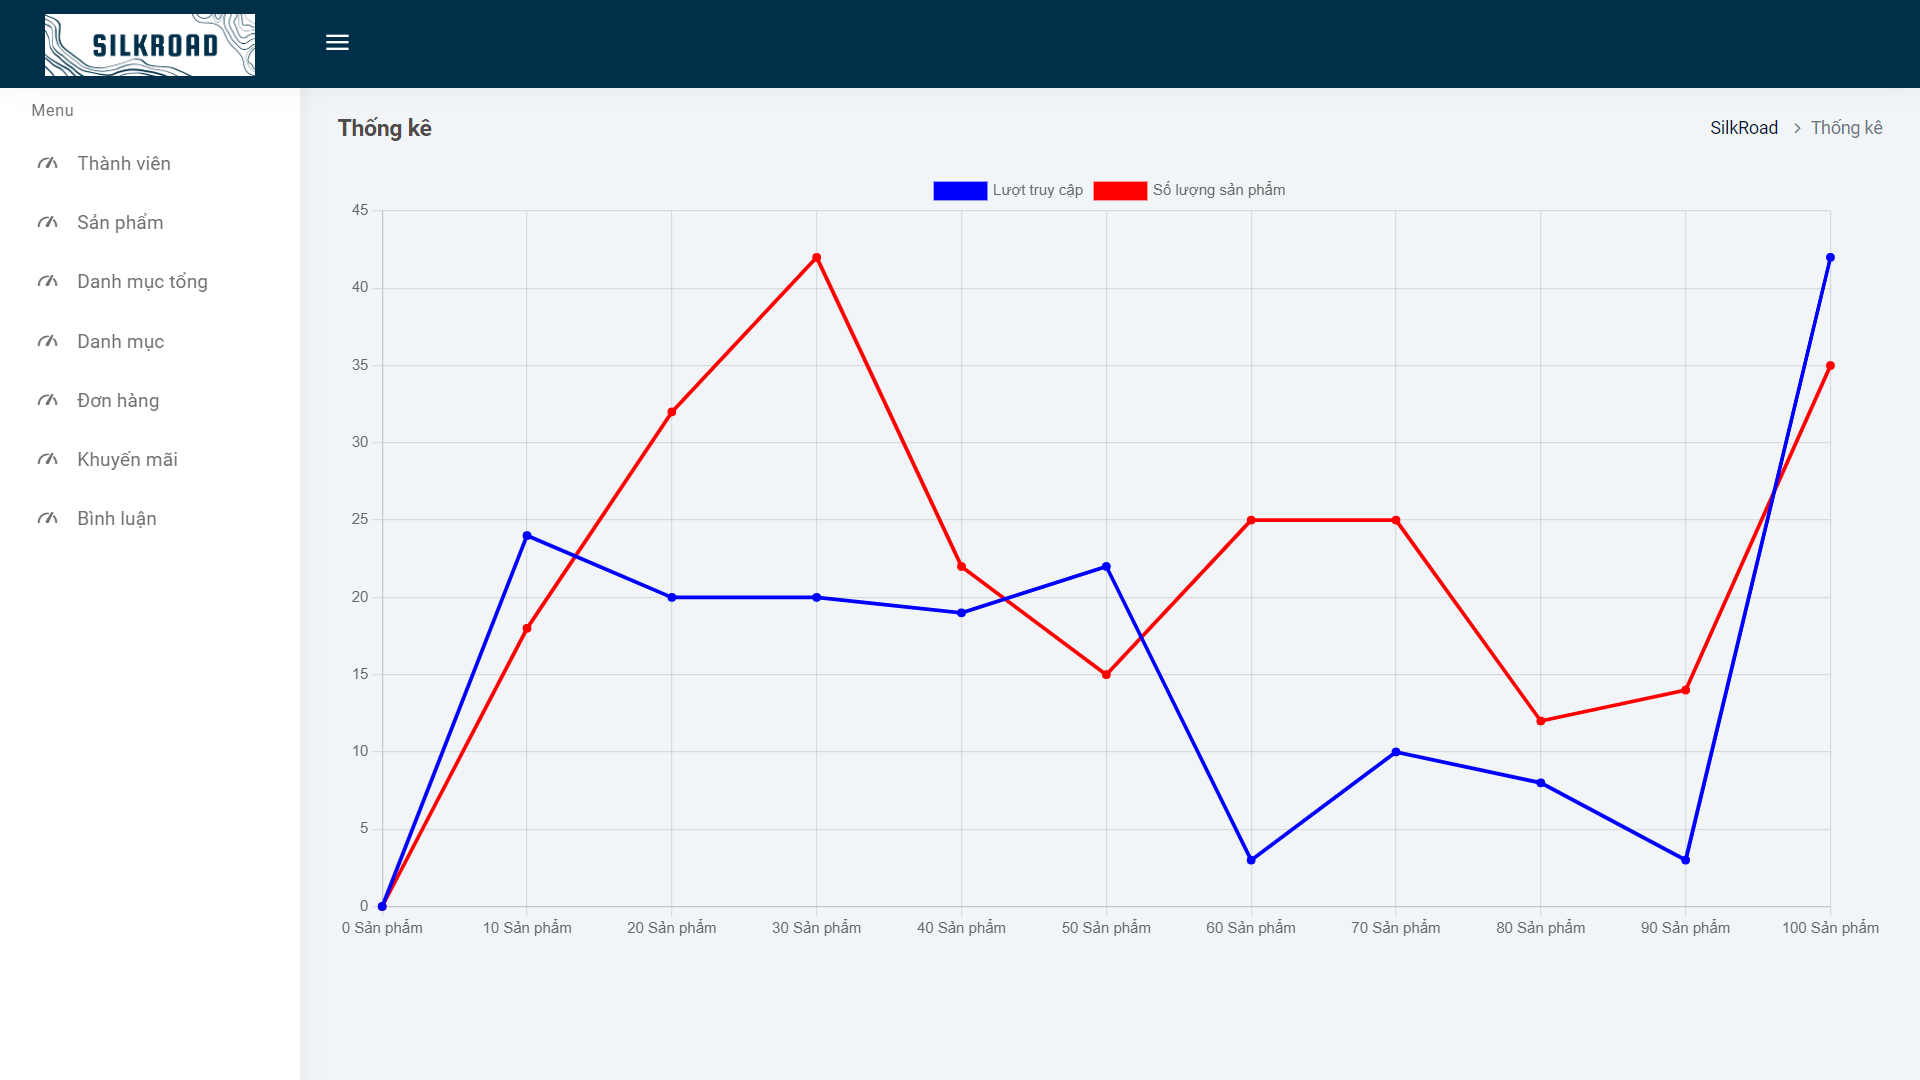 SILKROAD
Menu
Thành viên
Sản phẩm
Danh mục tổng
Danh mục
Đơn hàng
Khuyến mãi
Bình luận
Thống kê
SilkRoad > Thống kê
Lượt truy cập Số lượng sản phẩm
45
40
35
30
25
20
15
10
5
0
0 Sản phẩm 10 Sản phẩm 20 Sản phẩm 30 Sản phẩm 40 Sản phẩm 50 Sản phẩm 60 Sản phẩm 70 Sản phẩm 80 Sản phẩm 90 Sản phẩm 100 Sản phẩm